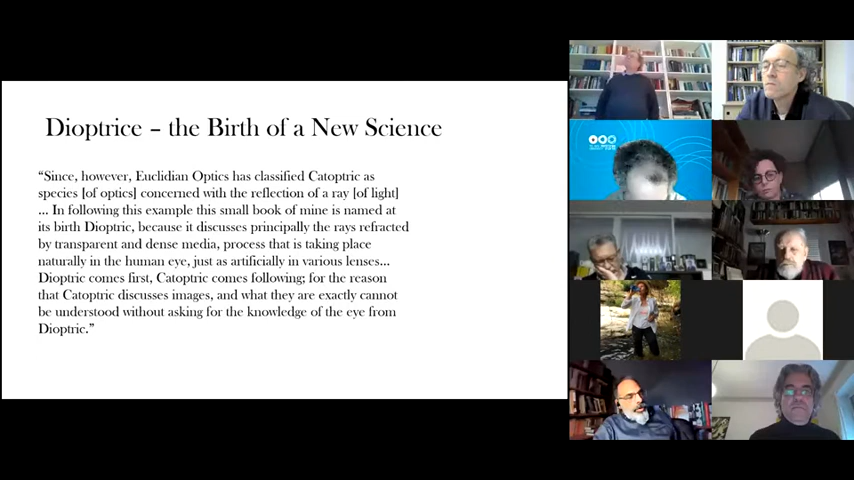 Dioptrice – the Birth of a New Science
“Since, however, Euclidian Optics has classified Catoptric as
species [of optics] concerned with the reflection of a ray [of light]
... In following this example this small book of mine is named at
its birth Dioptric, because it discusses principally the rays refracted
by transparent and dense media, process that is taking place
naturally in the human eye, just as artificially in various lenses...
Dioptric comes first, Catoptric comes following; for the reason
that Catoptric discusses images, and what they are exactly cannot
be understood without asking for the knowledge of the eye from
Dioptric.”